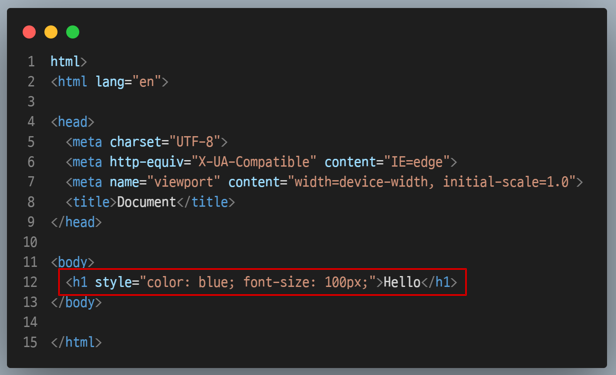 1 html>
2 <html lang="en">
3
4 <head>
5 <meta charset="UTF-8">
6 <meta http-equiv="X-UA-Compatible" content="IE=edge">
7 <meta name="viewport" content="width=device-width, initial-scale=1.0">
8 <title>Document</title>
9 </head>
10
11 <body>
12 <h1 style="color: blue; font-size: 100px;">Hello</h1>
13 </body>
14
15 </html>